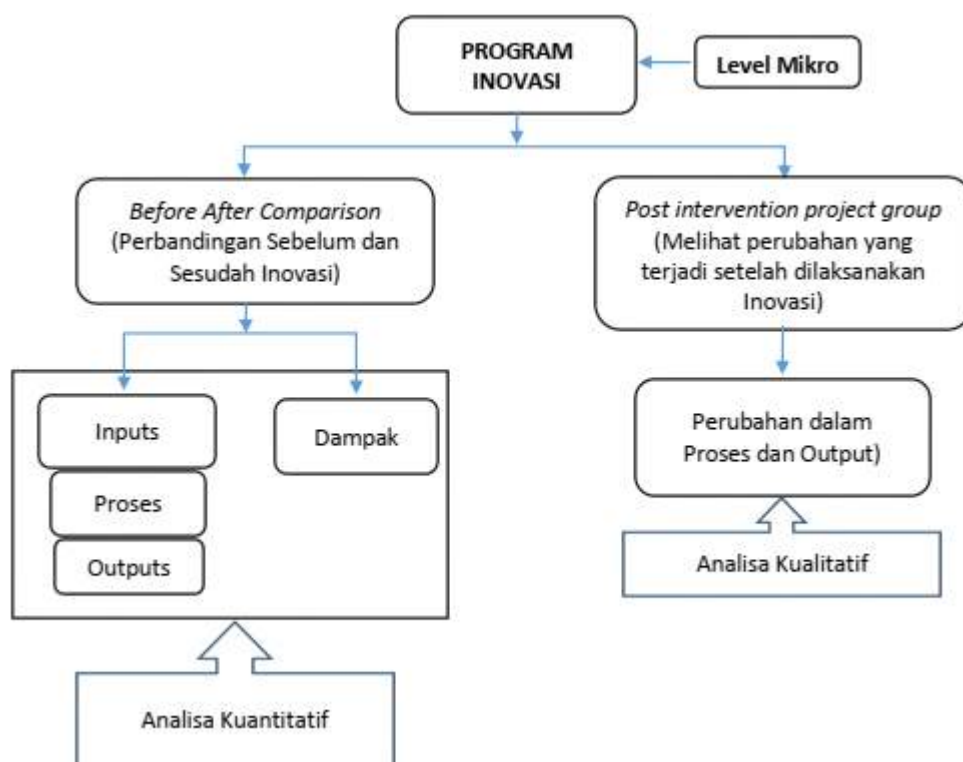 PROGRAM
INOVASI
Level Mikro
Before After Comparison
(Perbandingan Sebelum dan
Sesudah Inovasi)
Post intervention project group
(Melihat perubahan yang
terjadi setelah dilaksanakan
Inovasi)
Inputs
Dampak
Proses
Outputs
Perubahan dalam
Proses dan Output)
Analisa Kualitatif
Analisa Kuantitatif